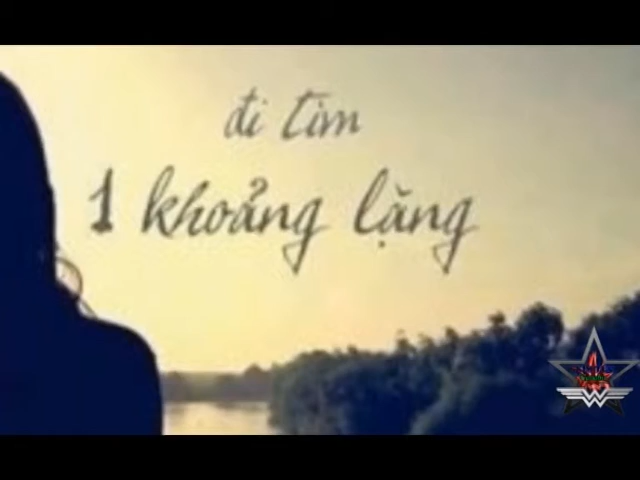 đi tìm
1 khoảng lặng